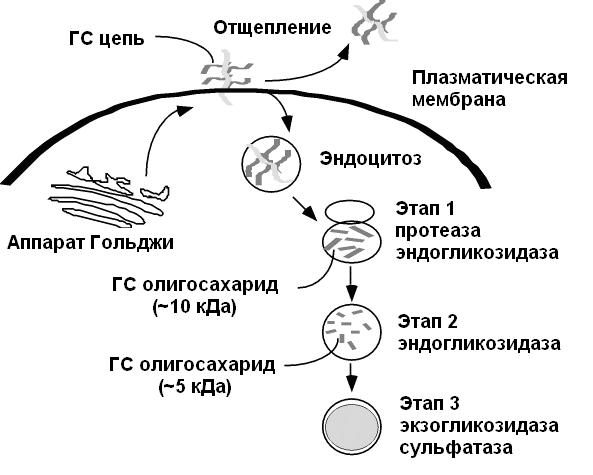 Отщепление
ГС цепь
Плазматическая
мембрана
Эндоцитоз
Аппарат Гольджи
Этап 1
протеаза
эндогликозидаза
ГС олигосахарид
(~10 кДа)
Этап 2
эндогликозидаза
ГС олигосахарид
(~5 кДа)
Этап 3
экзогликозидаза
сульфатаза